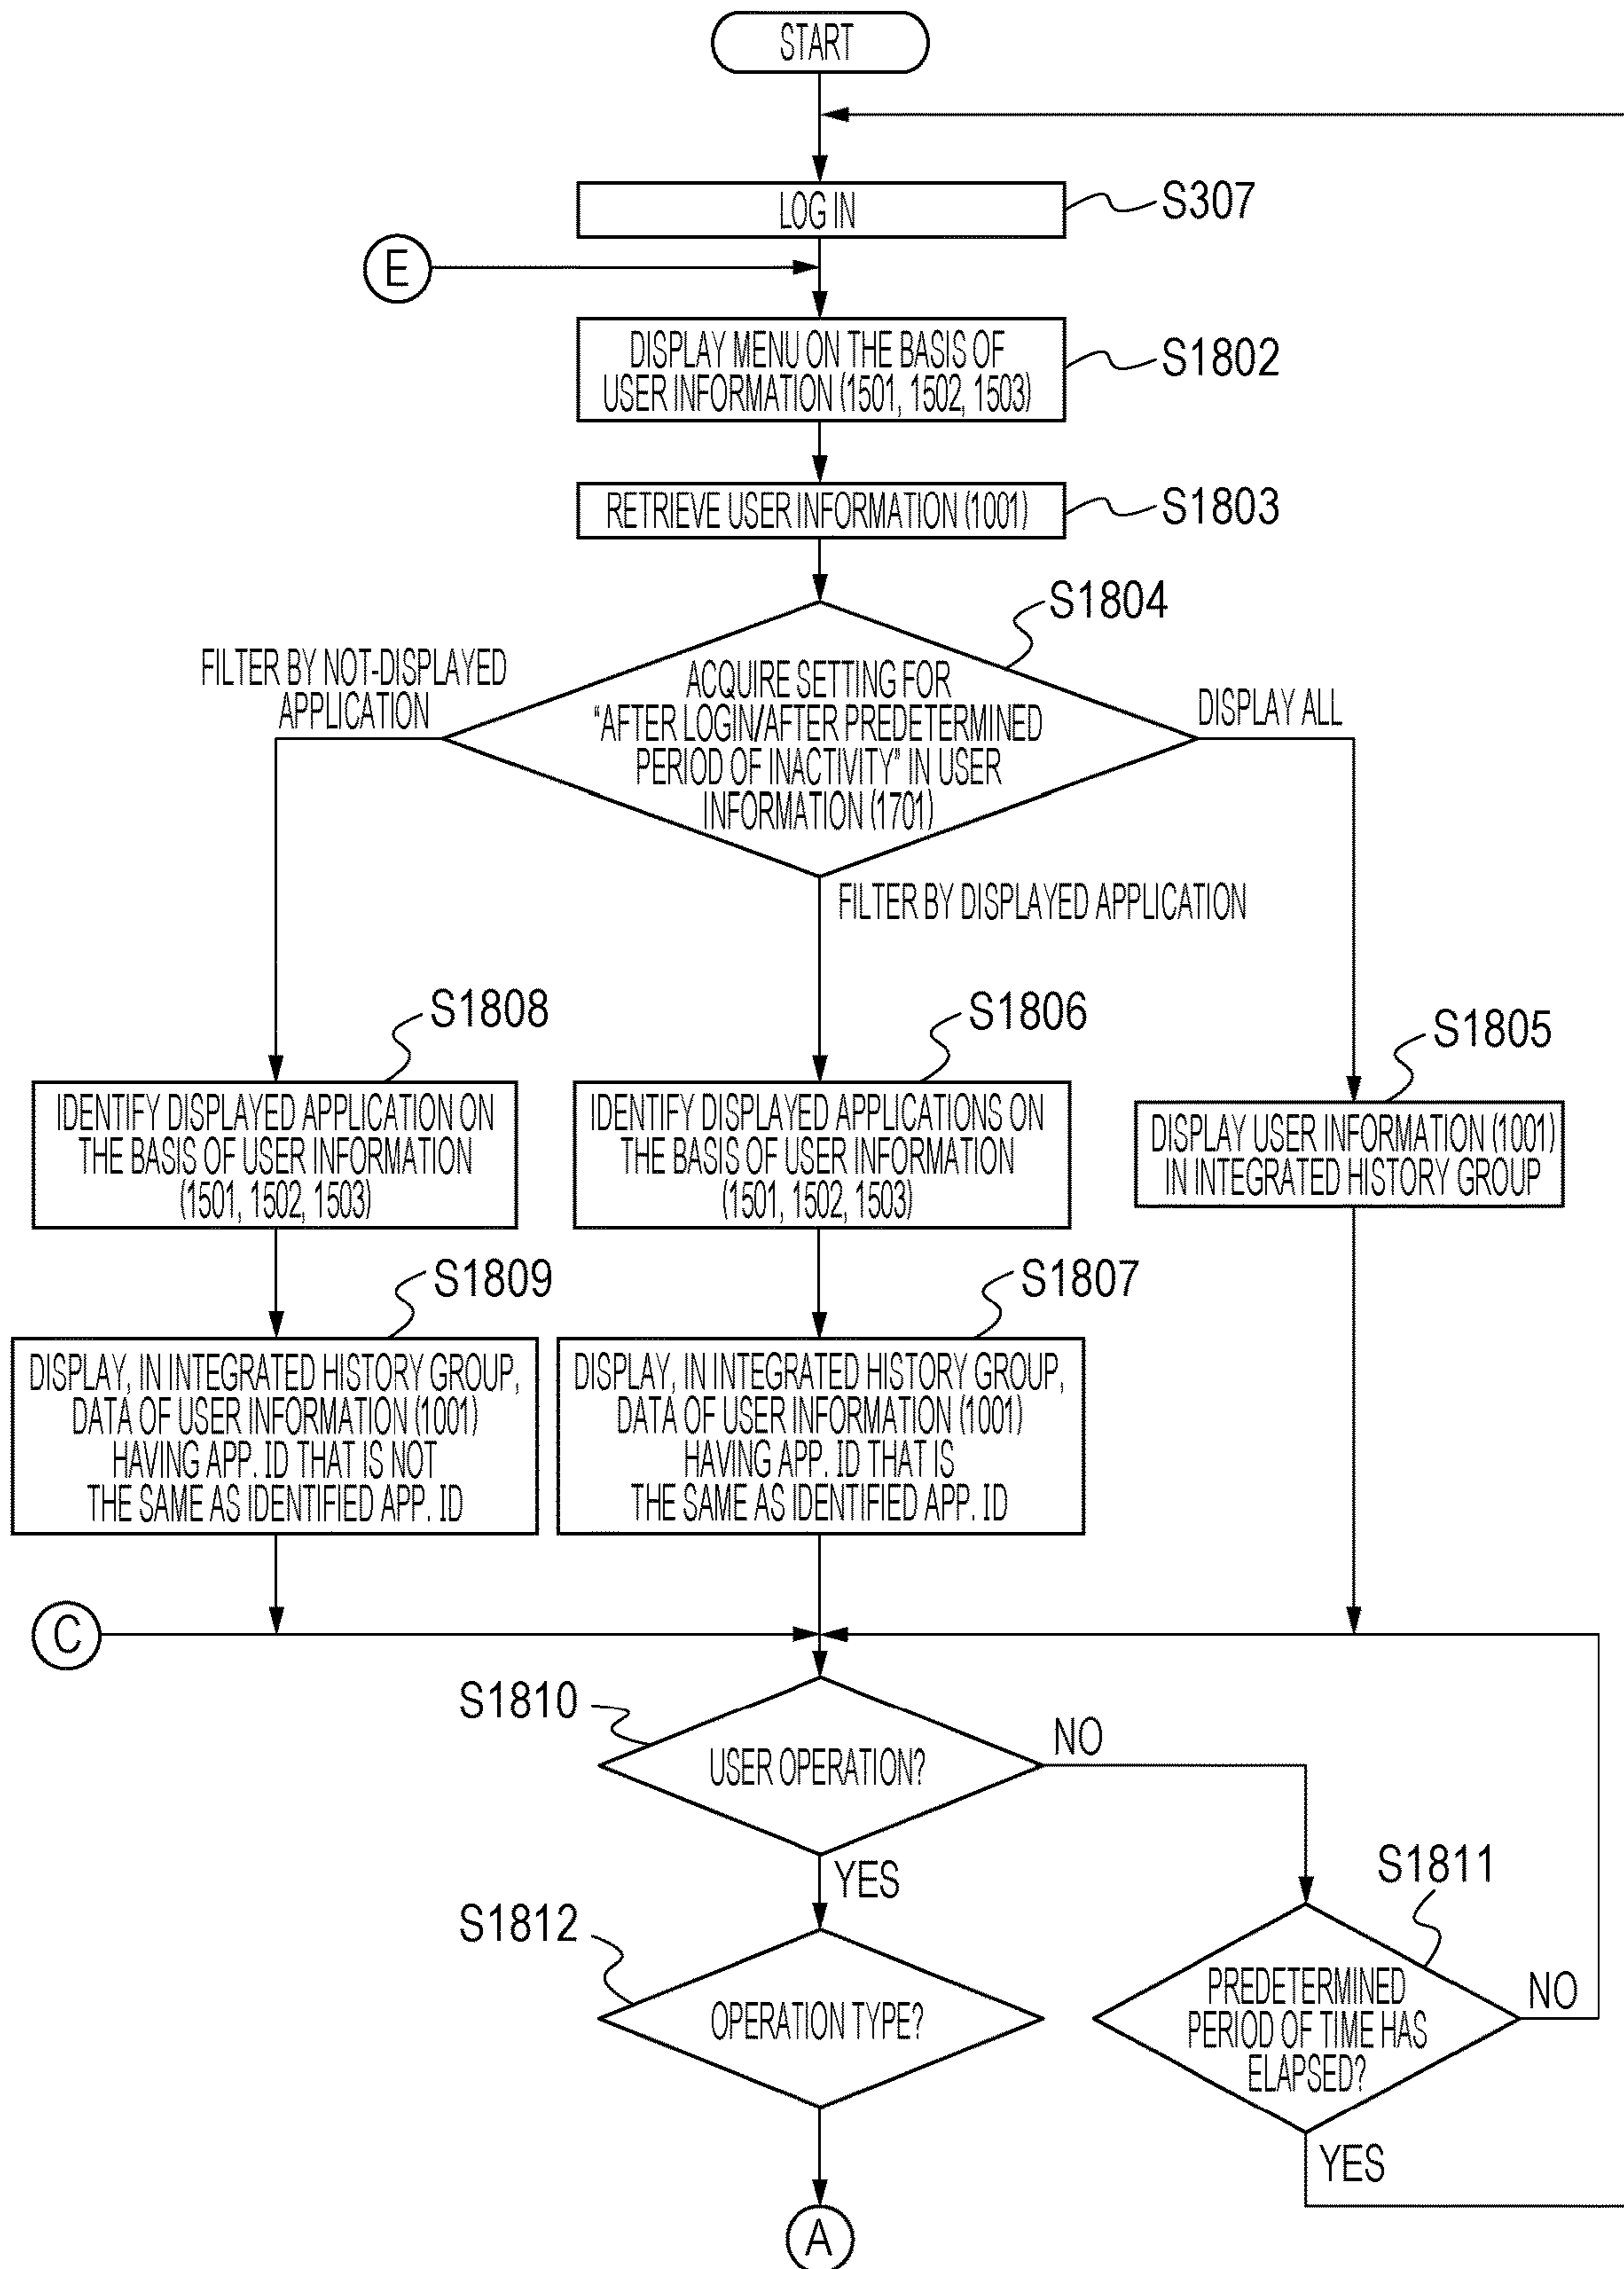 START
LOG IN
S307
E
DISPLAY MENU ON THE BASIS OF
USER INFORMATION (1501, 1502, 1503)
S1802
RETRIEVE USER INFORMATION (1001)
S1803
S1804
FILTER BY NOT-DISPLAYED
APPLICATION
ACQUIRE SETTING FOR
“AFTER LOGIN/AFTER PREDETERMINED
PERIOD OF INACTIVITY” IN USER
INFORMATION (1701)
DISPLAY ALL
FILTER BY DISPLAYED APPLICATION
S1808
S1806
S1805
IDENTIFY DISPLAYED APPLICATION ON
THE BASIS OF USER INFORMATION
(1501, 1502, 1503)
IDENTIFY DISPLAYED APPLICATIONS ON
THE BASIS OF USER INFORMATION
(1501, 1502, 1503)
DISPLAY USER INFORMATION (1001)
IN INTEGRATED HISTORY GROUP
S1809
S1807
DISPLAY, IN INTEGRATED HISTORY GROUP,
DATA OF USER INFORMATION (1001)
HAVING APP. ID THAT IS NOT
THE SAME AS IDENTIFIED APP. ID
DISPLAY, IN INTEGRATED HISTORY GROUP,
DATA OF USER INFORMATION (1001)
HAVING APP. ID THAT IS
THE SAME AS IDENTIFIED APP. ID
C
S1810
USER OPERATION?
NO
YES
S1811
S1812
OPERATION TYPE?
PREDETERMINED
PERIOD OF TIME HAS
ELAPSED?
NO
YES
A